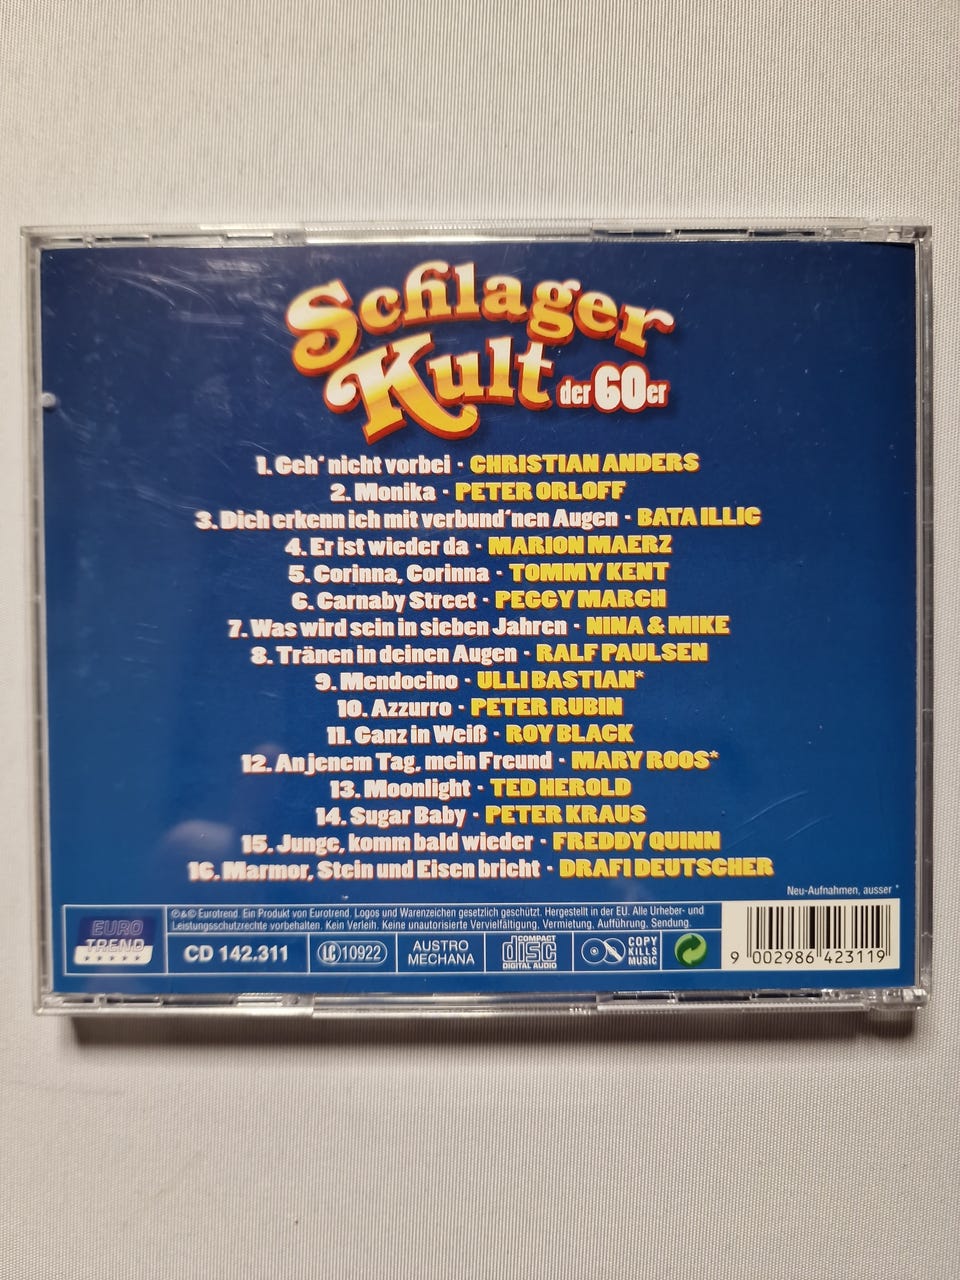 Schlager
Kult der 60er
1. Geh' nicht vorbei - CHRISTIAN ANDERS
2. Monika - PETER ORLOFF
3. Dich erkenn ich mit verbund'nen Augen - BATA ILLIC
4. Er ist wieder da - MARION MAERZ
5. Corinna, Corinna - TOMMY KENT
6. Carnaby Street - PEGGY MARCH
7. Was wird sein in sieben Jahren - NINA & MIKE
8. Tränen in deinen Augen - RALF PAULSEN
9. Mendocino - ULLI BASTIAN*
10. Azzurro - PETER RUBIN
11. Ganz in Weiß - ROY BLACK
12. An jenem Tag, mein Freund - MARY ROOS*
13. Moonlight - TED HEROLD
14. Sugar Baby - PETER KRAUS
15. Junge, komm bald wieder - FREDDY QUINN
16. Marmor, Stein und Eisen bricht - DRAFI DEUTSCHER
Neu-Aufnahmen, ausser *
EURO
TREND
℗&© Eurotrend. Ein Produkt von Eurotrend. Logos und Warenzeichen gesetzlich geschützt. Hergestellt in der EU. Alle Urheber- und
Leistungsschutzrechte vorbehalten. Kein Verleih. Keine unautorisierte Vervielfältigung, Vermietung, Aufführung, Sendung.
CD 142.311
LC 10922
AUSTRO
MECHANA
COMPACT
disc
DIGITAL AUDIO
COPY
KILLS
MUSIC
9 002986 423119